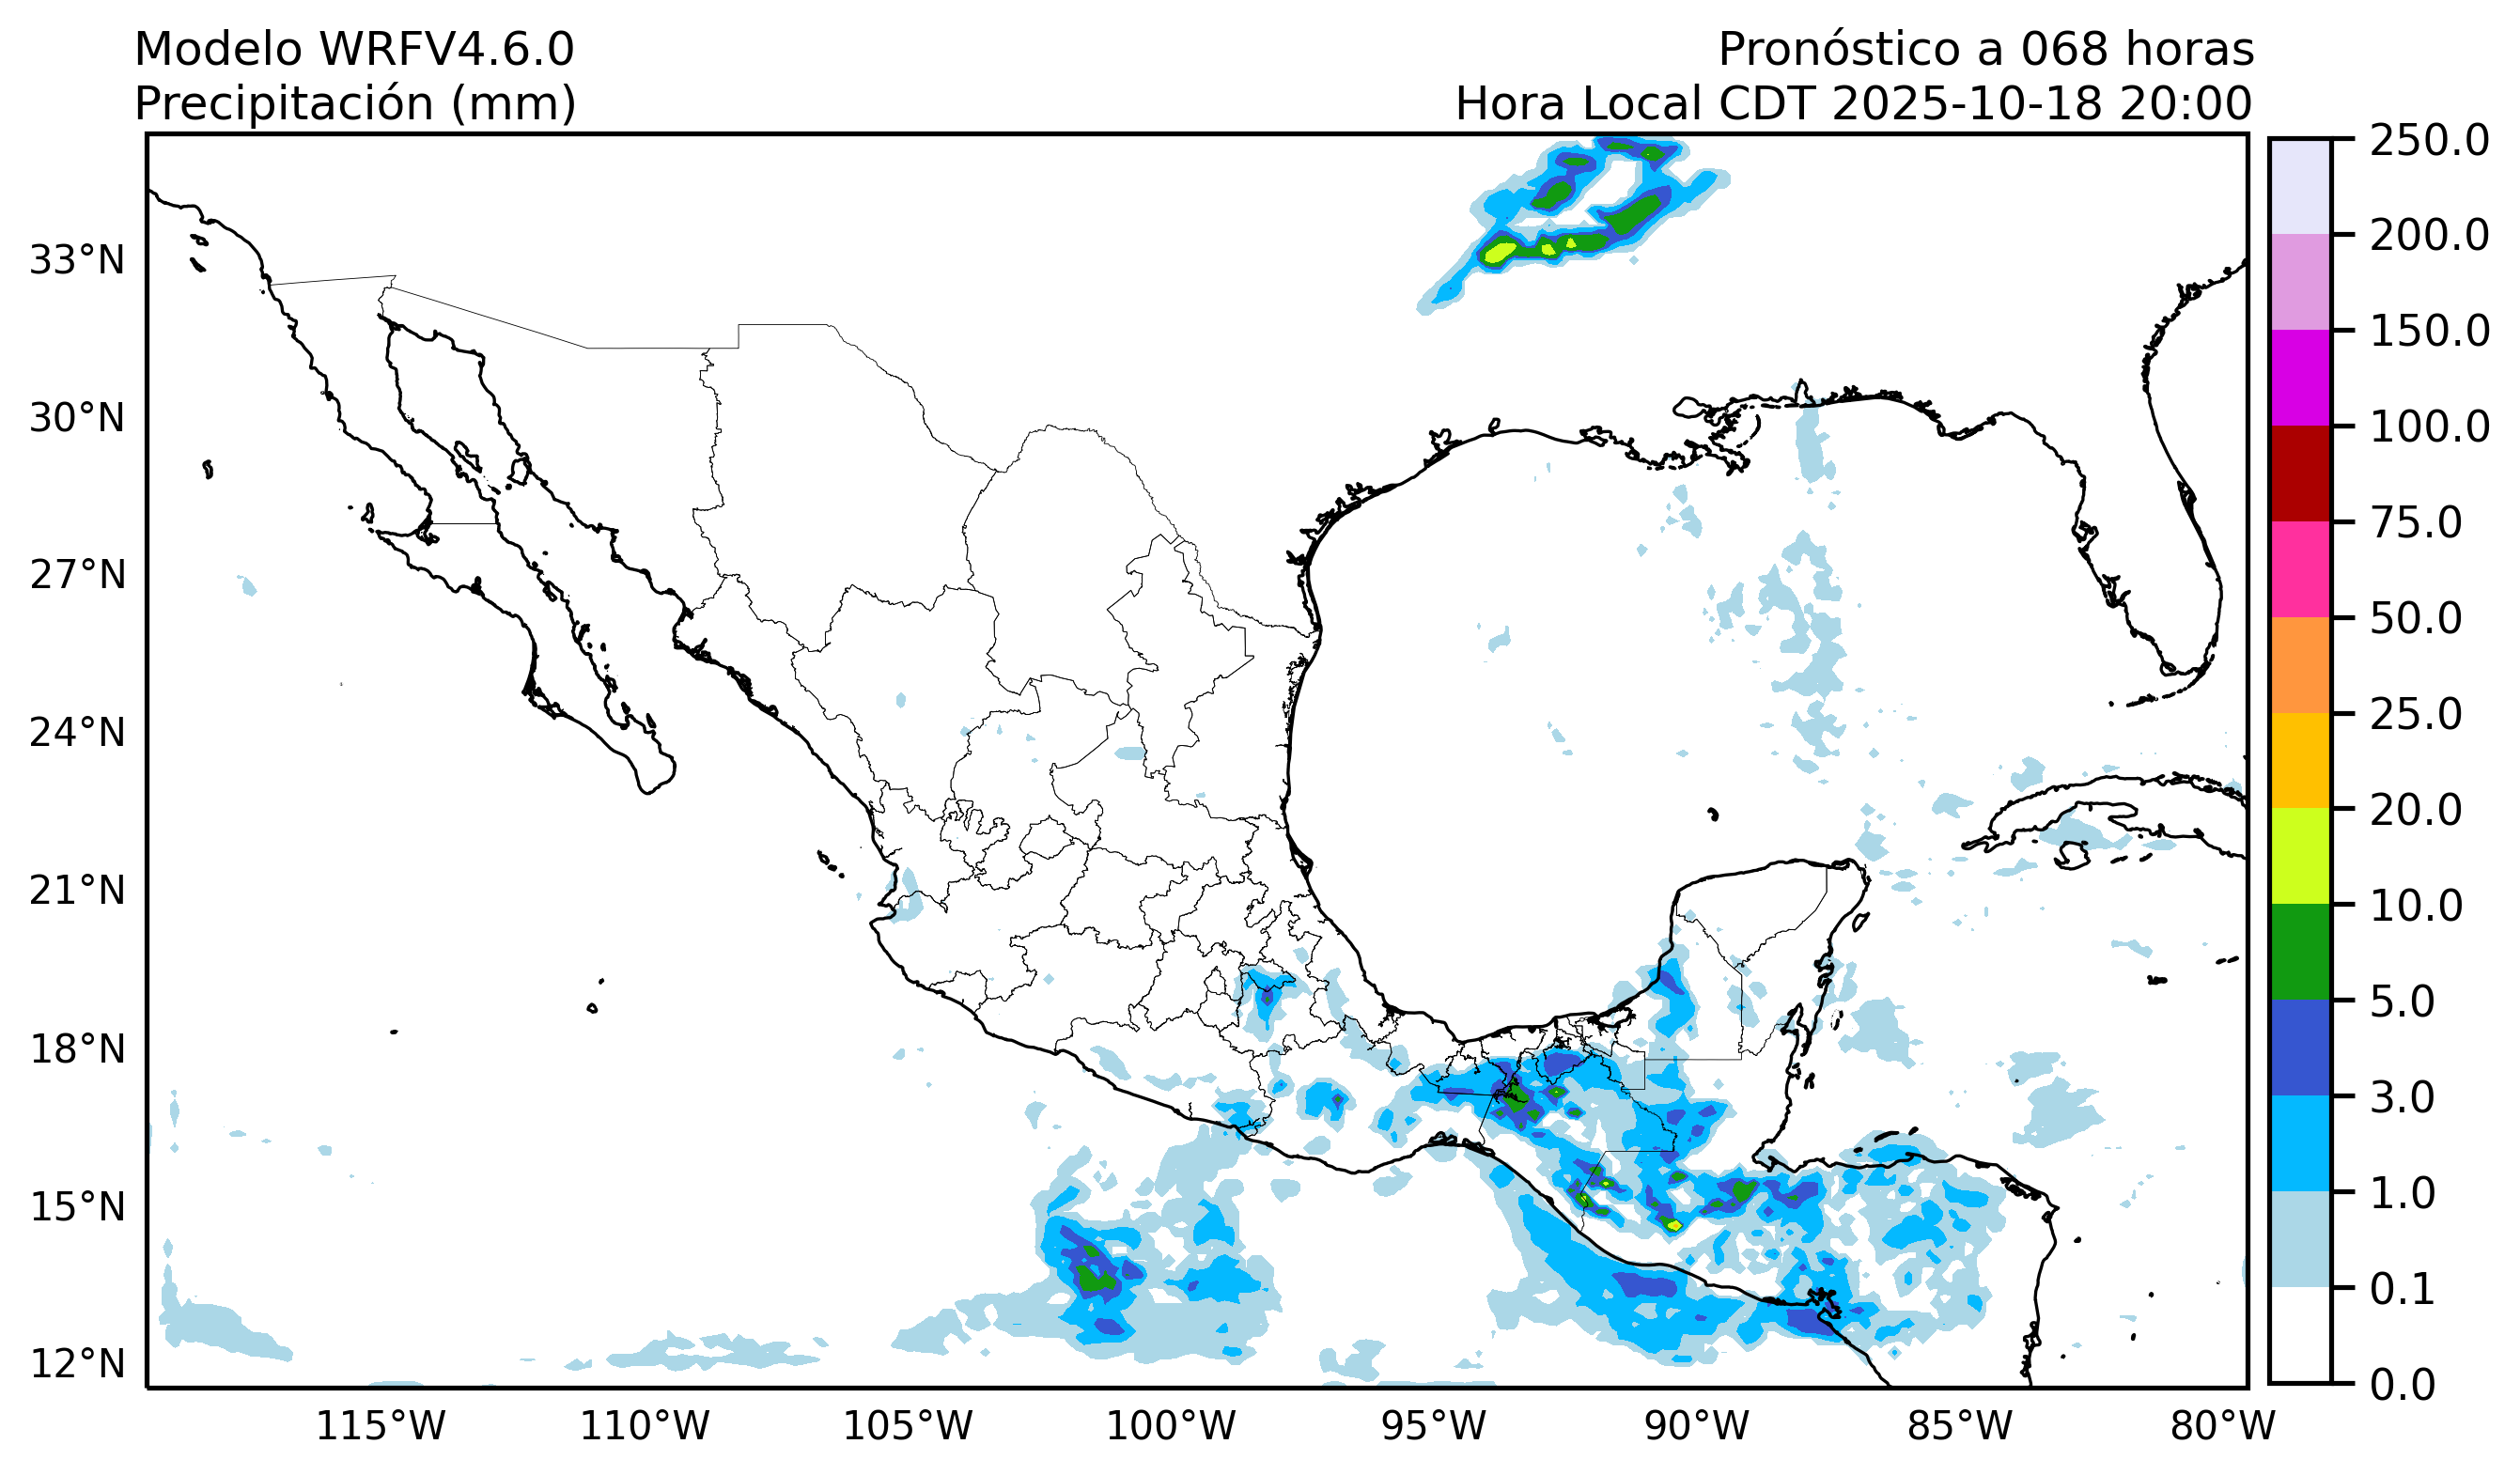 Modelo WRFV4.6.0
Precipitación (mm)
Pronóstico a 068 horas
Hora Local CDT 2025-10-18 20:00
33°N
30°N
27°N
24°N
21°N
18°N
15°N
12°N
115°W
110°W
105°W
100°W
95°W
90°W
85°W
80°W
250.0
200.0
150.0
100.0
75.0
50.0
25.0
20.0
10.0
5.0
3.0
1.0
0.1
0.0